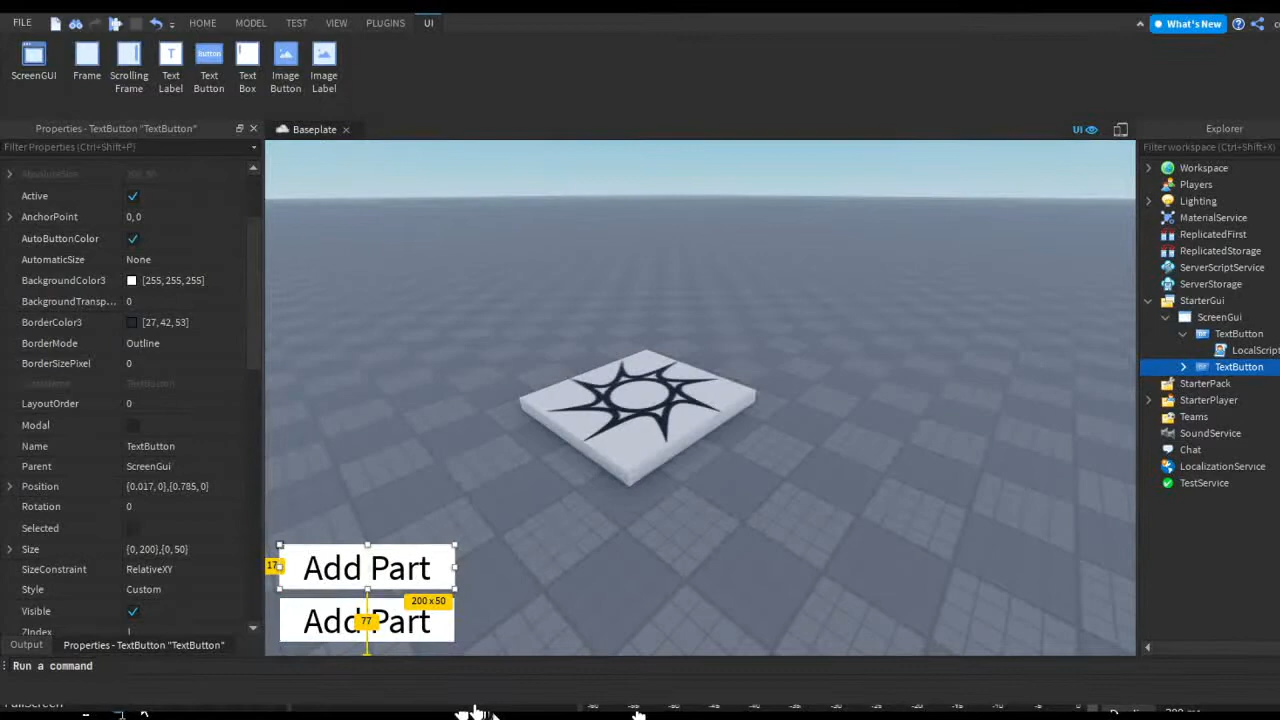 FILE HOME MODEL TEST VIEW PLUGINS UI What's New
ScreenGUI Frame Scrolling Frame Text Label Text Button Text Box Image Button Image Label
Properties - TextButton "TextButton"
Baseplate
UI
Explorer
Filter Properties (Ctrl+Shift+P)
Filter workspace (Ctrl+Shift+X)
Active
AnchorPoint 0, 0
AutoButtonColor
AutomaticSize None
BackgroundColor3 [255, 255, 255]
BackgroundTransp... 0
BorderColor3 [27, 42, 53]
BorderMode Outline
BorderSizePixel 0
LayoutOrder 0
Modal
Name TextButton
Parent ScreenGui
Position {0.017, 0},{0.785, 0}
Rotation 0
Selected
Size {0, 200},{0, 50}
SizeConstraint RelativeXY
Style Custom
Visible
ZIndex 1
Workspace
Players
Lighting
MaterialService
ReplicatedFirst
ReplicatedStorage
ServerScriptService
ServerStorage
StarterGui
ScreenGui
TextButton
LocalScript
TextButton
StarterPack
StarterPlayer
Teams
SoundService
Chat
LocalizationService
TestService
Add Part
17
200 x 50
Add Part
77
Output Properties - TextButton "TextButton"
Run a command